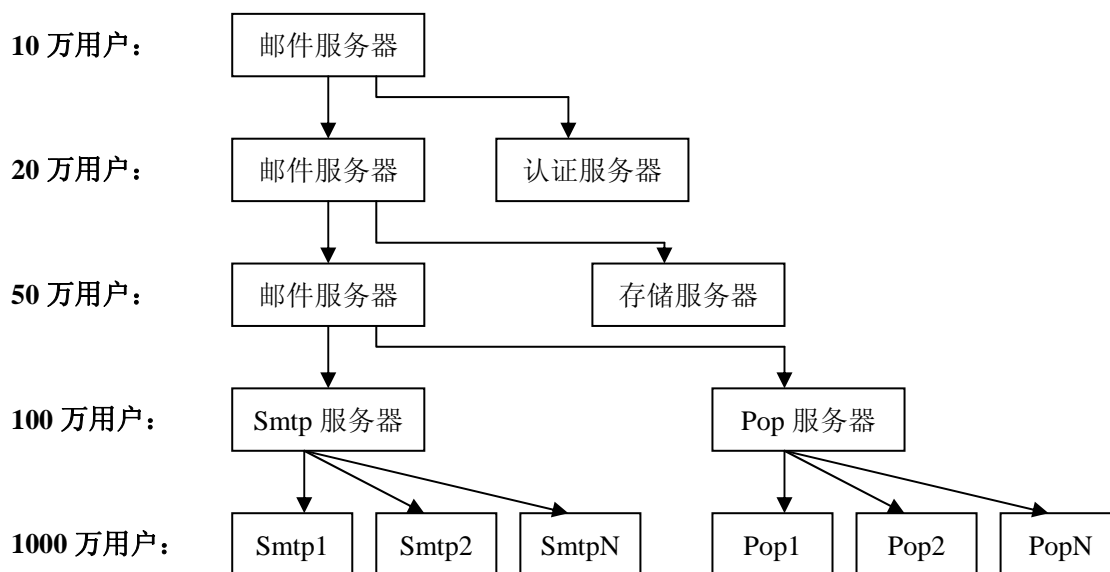 10 万用户： 邮件服务器
20 万用户： 邮件服务器 认证服务器
50 万用户： 邮件服务器 存储服务器
100 万用户： Smtp 服务器 Pop 服务器
1000 万用户： Smtp1 Smtp2 SmtpN Pop1 Pop2 PopN